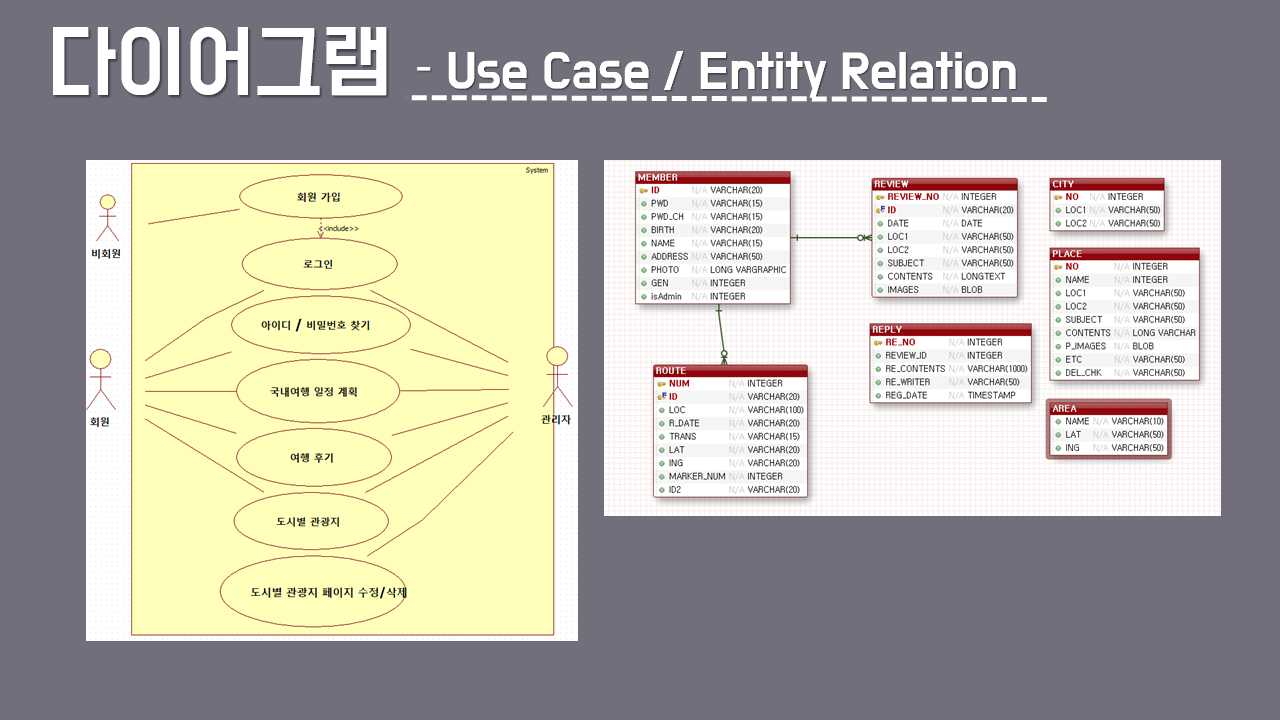 다이어그램 - Use Case / Entity Relation
System
회원 가입
<<include>>
비회원
로그인
아이디 / 비밀번호 찾기
국내여행 일정 계획
회원
관리자
여행 후기
도시별 관광지
도시별 관광지 페이지 수정/삭제
MEMBER
ID N/A VARCHAR(20)
PWD N/A VARCHAR(15)
PWD_CH N/A VARCHAR(15)
BIRTH N/A VARCHAR(20)
NAME N/A VARCHAR(15)
ADDRESS N/A VARCHAR(50)
PHOTO N/A LONG VARGRAPHIC
GEN N/A INTEGER
isAdmin N/A INTEGER
REVIEW
REVIEW_NO N/A INTEGER
ID N/A VARCHAR(20)
DATE N/A DATE
LOC1 N/A VARCHAR(50)
LOC2 N/A VARCHAR(50)
SUBJECT N/A VARCHAR(50)
CONTENTS N/A LONGTEXT
IMAGES N/A BLOB
CITY
NO N/A INTEGER
LOC1 N/A VARCHAR(50)
LOC2 N/A VARCHAR(50)
PLACE
NO N/A INTEGER
NAME N/A INTEGER
LOC1 N/A VARCHAR(50)
LOC2 N/A VARCHAR(50)
SUBJECT N/A VARCHAR(50)
CONTENTS N/A LONG VARCHAR
P_IMAGES N/A BLOB
ETC N/A VARCHAR(50)
DEL_CHK N/A VARCHAR(50)
REPLY
RE_NO N/A INTEGER
REVIEW_ID N/A INTEGER
RE_CONTENTS N/A VARCHAR(1000)
RE_WRITER N/A VARCHAR(50)
REG_DATE N/A TIMESTAMP
ROUTE
NUM N/A INTEGER
ID N/A VARCHAR(20)
LOC N/A VARCHAR(100)
R_DATE N/A VARCHAR(20)
TRANS N/A VARCHAR(15)
LAT N/A VARCHAR(20)
ING N/A VARCHAR(20)
MARKER_NUM N/A INTEGER
ID2 N/A VARCHAR(20)
AREA
NAME N/A VARCHAR(10)
LAT N/A VARCHAR(50)
ING N/A VARCHAR(50)